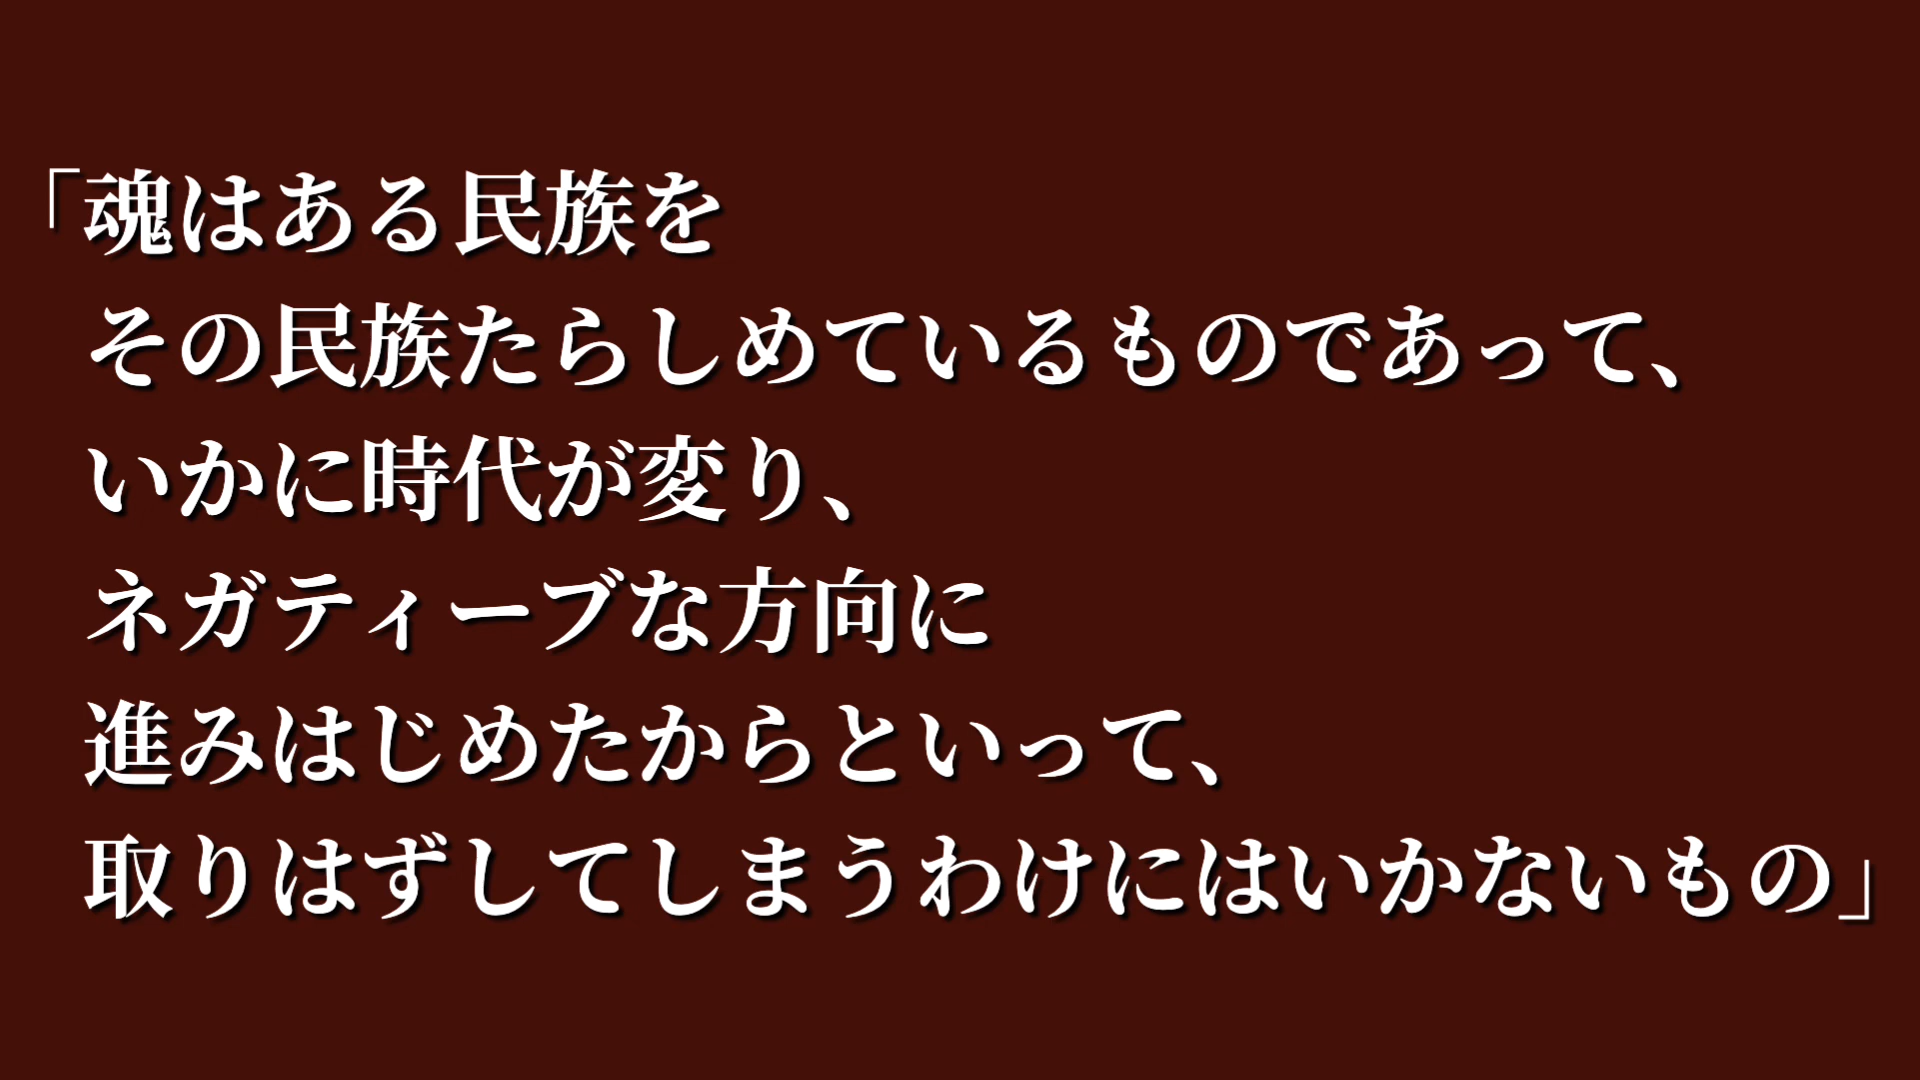 「魂はある民族を
その民族たらしめているものであって、
いかに時代が変り、
ネガティーブな方向に
進みはじめたからといって、
取りはずしてしまうわけにはいかないもの」